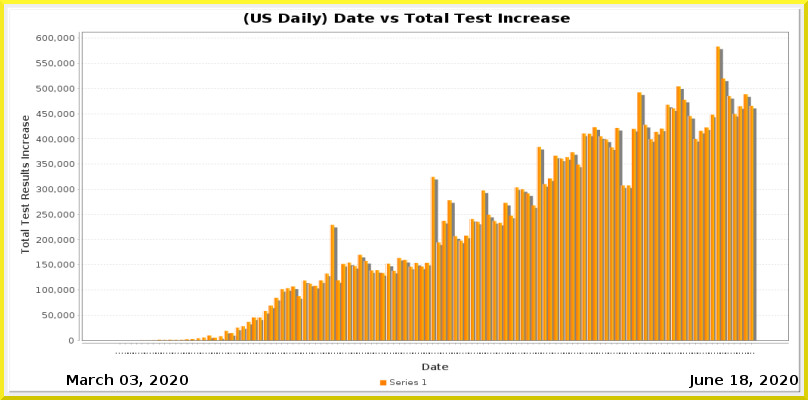 (US Daily) Date vs Total Test Increase
600,000
550,000
500,000
450,000
400,000
350,000
300,000
250,000
200,000
150,000
100,000
50,000
0
Total Test Results Increase
Date
March 03, 2020
Series 1
June 18, 2020